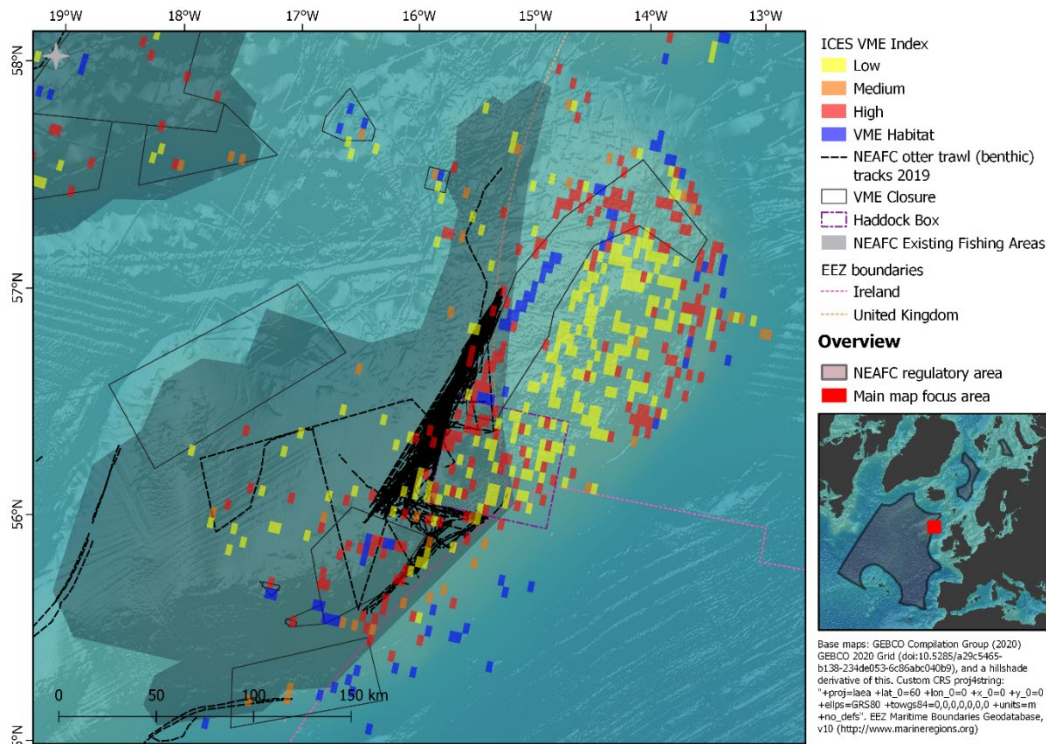 19°W 18°W 17°W 16°W 15°W 14°W 13°W
58°N
57°N
56°N
5°N
0 50 100 150 km
ICES VME Index
Low
Medium
High
VME Habitat
NEAFC otter trawl (benthic)
tracks 2019
VME Closure
Haddock Box
NEAFC Existing Fishing Areas
EEZ boundaries
Ireland
United Kingdom
Overview
NEAFC regulatory area
Main map focus area
Base maps: GEBCO Compilation Group (2020)
GEBCO 2020 Grid (doi:10.5285/a29c5465-
b138-234de053-6c86abc040b9), and a hillshade
derivative of this. Custom CRS proj4string:
"+proj=laea +lat_0=60 +lon_0=0 +x_0=0 +y_0=0
+ellps=GRS80 +towgs84=0,0,0,0,0,0,0 +units=m
+no_defs". EEZ Maritime Boundaries Geodatabase,
v10 (http://www.marineregions.org)